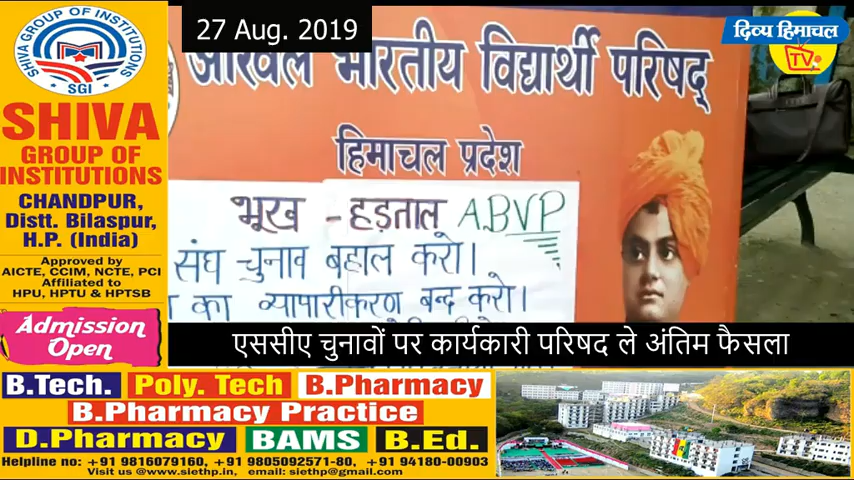 SHIVA GROUP OF INSTITUTIONS
SGI
SHIVA
GROUP OF
INSTITUTIONS
CHANDPUR,
Distt. Bilaspur,
H.P. (India)
Approved by
AICTE, CCIM, NCTE, PCI
Affiliated to
HPU, HPTU & HPTSB
Admission
Open
27 Aug. 2019
दिव्य हिमाचल
TV
अखिल भारतीय विद्यार्थी परिषद्
हिमाचल प्रदेश
भूख - हड़ताल ABVP
संघ चुनाव बहाल करो।
का व्यापारीकरण बन्द करो।
एससीए चुनावों पर कार्यकारी परिषद ले अंतिम फैसला
B.Tech. Poly. Tech B.Pharmacy
B.Pharmacy Practice
D.Pharmacy BAMS B.Ed.
Helpline no: +91 9816079160, +91 9805092571-80, +91 94180-00903
Visit us @www.siethp.in, email: siethp@gmail.com